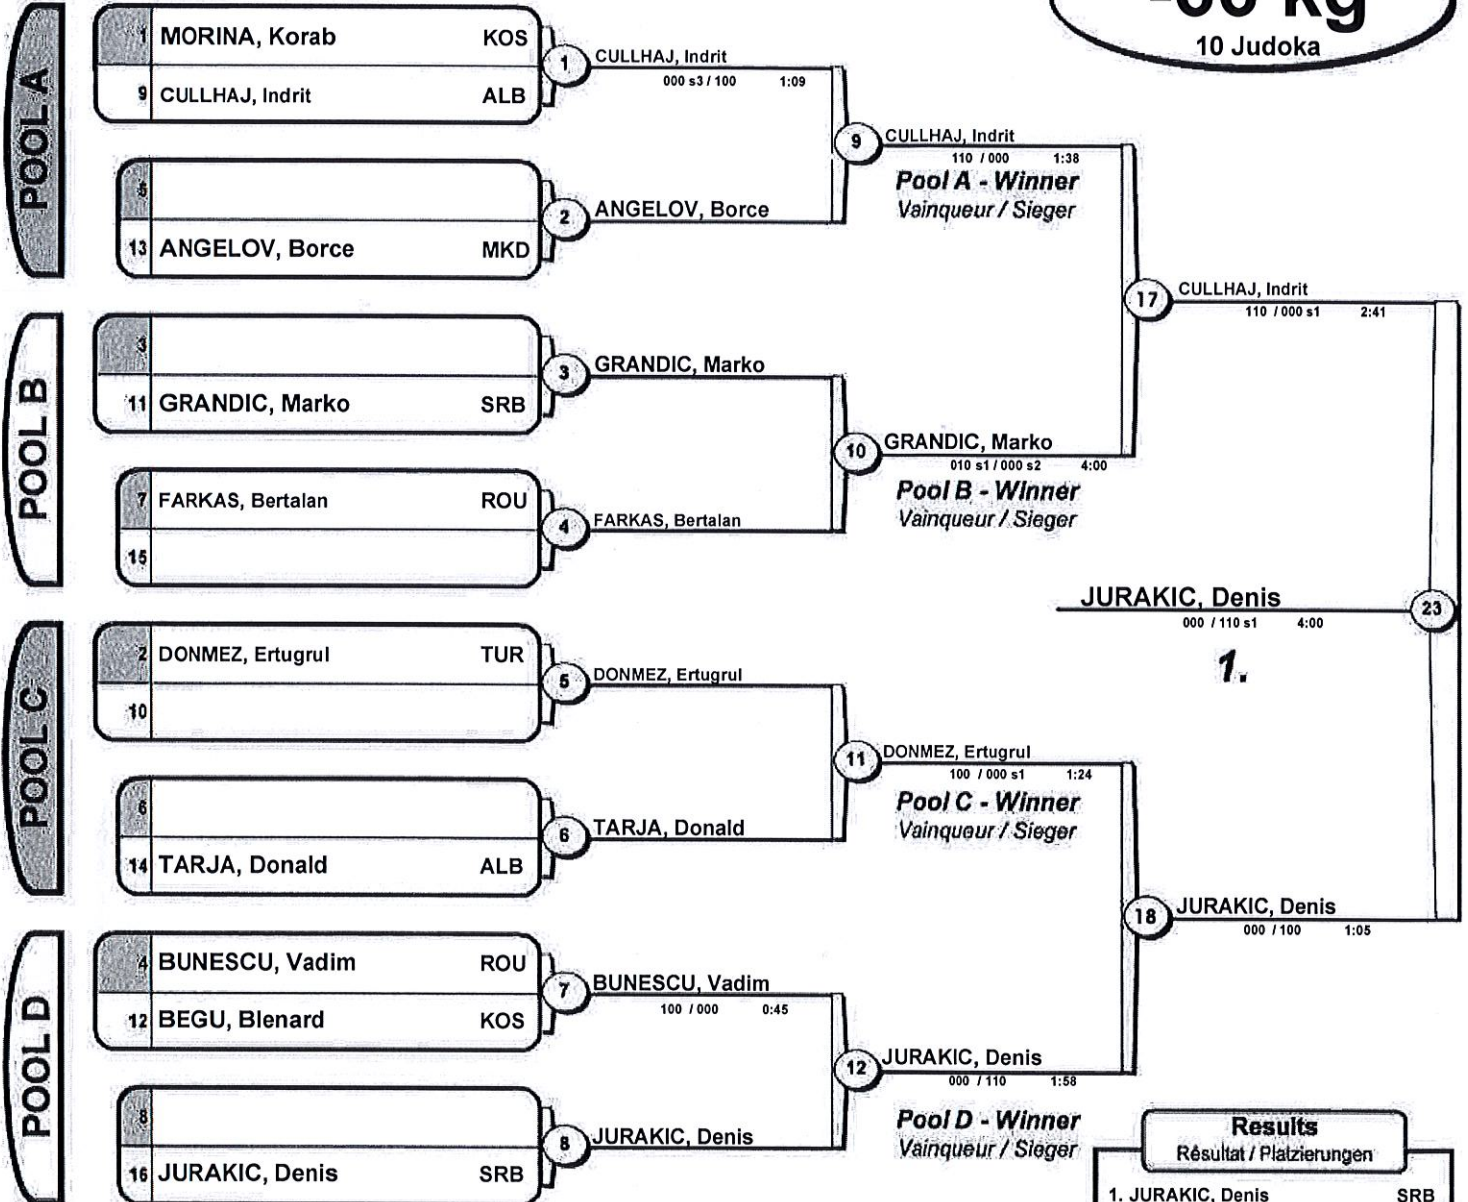 -66 kg
10 Judoka
POOL A
1 MORINA, Korab KOS
9 CULLHAJ, Indrit ALB
1 CULLHAJ, Indrit
000 s3 / 100 1:09
5
13 ANGELOV, Borce MKD
2 ANGELOV, Borce
9 CULLHAJ, Indrit
110 / 000 1:38
Pool A - Winner
Vainqueur / Sieger
POOL B
3
11 GRANDIC, Marko SRB
3 GRANDIC, Marko
7 FARKAS, Bertalan ROU
15
4 FARKAS, Bertalan
10 GRANDIC, Marko
010 s1 / 000 s2 4:00
Pool B - Winner
Vainqueur / Sieger
17 CULLHAJ, Indrit
110 / 000 s1 2:41
JURAKIC, Denis 23
000 / 110 s1 4:00
1.
POOL C
2 DONMEZ, Ertugrul TUR
10
5 DONMEZ, Ertugrul
6
14 TARJA, Donald ALB
6 TARJA, Donald
11 DONMEZ, Ertugrul
100 / 000 s1 1:24
Pool C - Winner
Vainqueur / Sieger
POOL D
4 BUNESCU, Vadim ROU
12 BEGU, Blenard KOS
7 BUNESCU, Vadim
100 / 000 0:45
8
16 JURAKIC, Denis SRB
8 JURAKIC, Denis
12 JURAKIC, Denis
000 / 110 1:58
Pool D - Winner
Vainqueur / Sieger
18 JURAKIC, Denis
000 / 100 1:05
Results
Résultat / Platzierungen
1. JURAKIC, Denis SRB